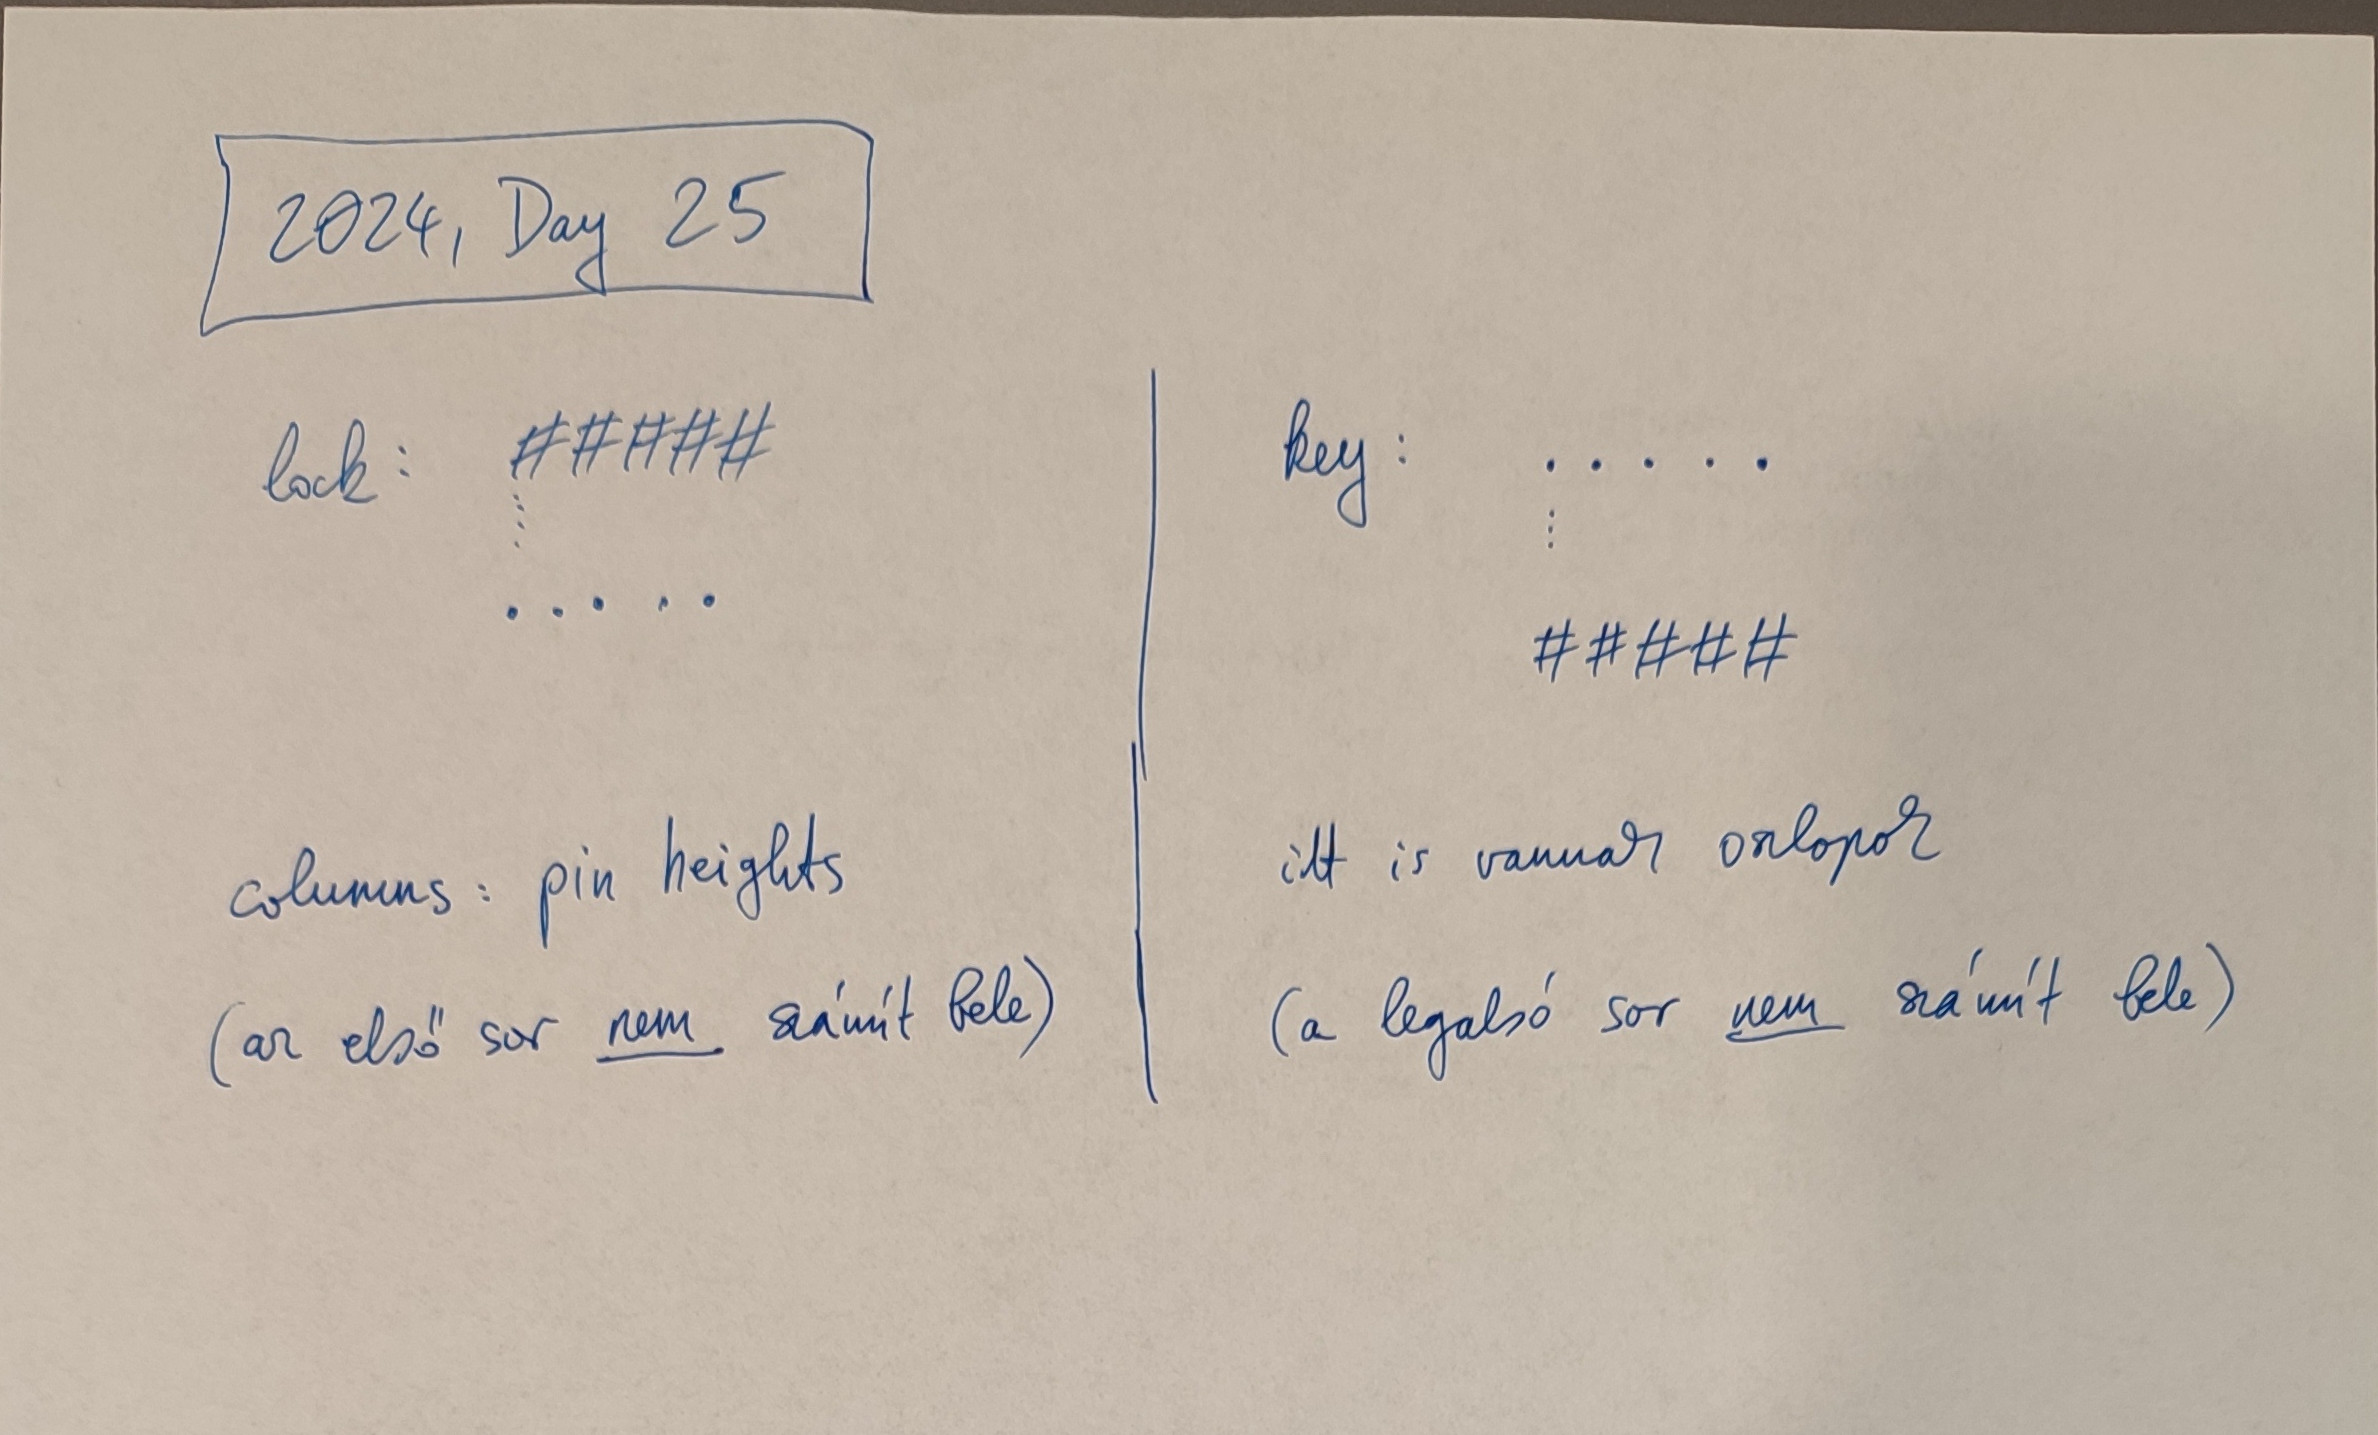 2024, Day 25
lock: #####
⋮
. . . . .
columns: pin heights
(az első sor nem számít bele)
key: . . . . .
⋮
#####
itt is vannak oszlopok
(a legalsó sor nem számít bele)